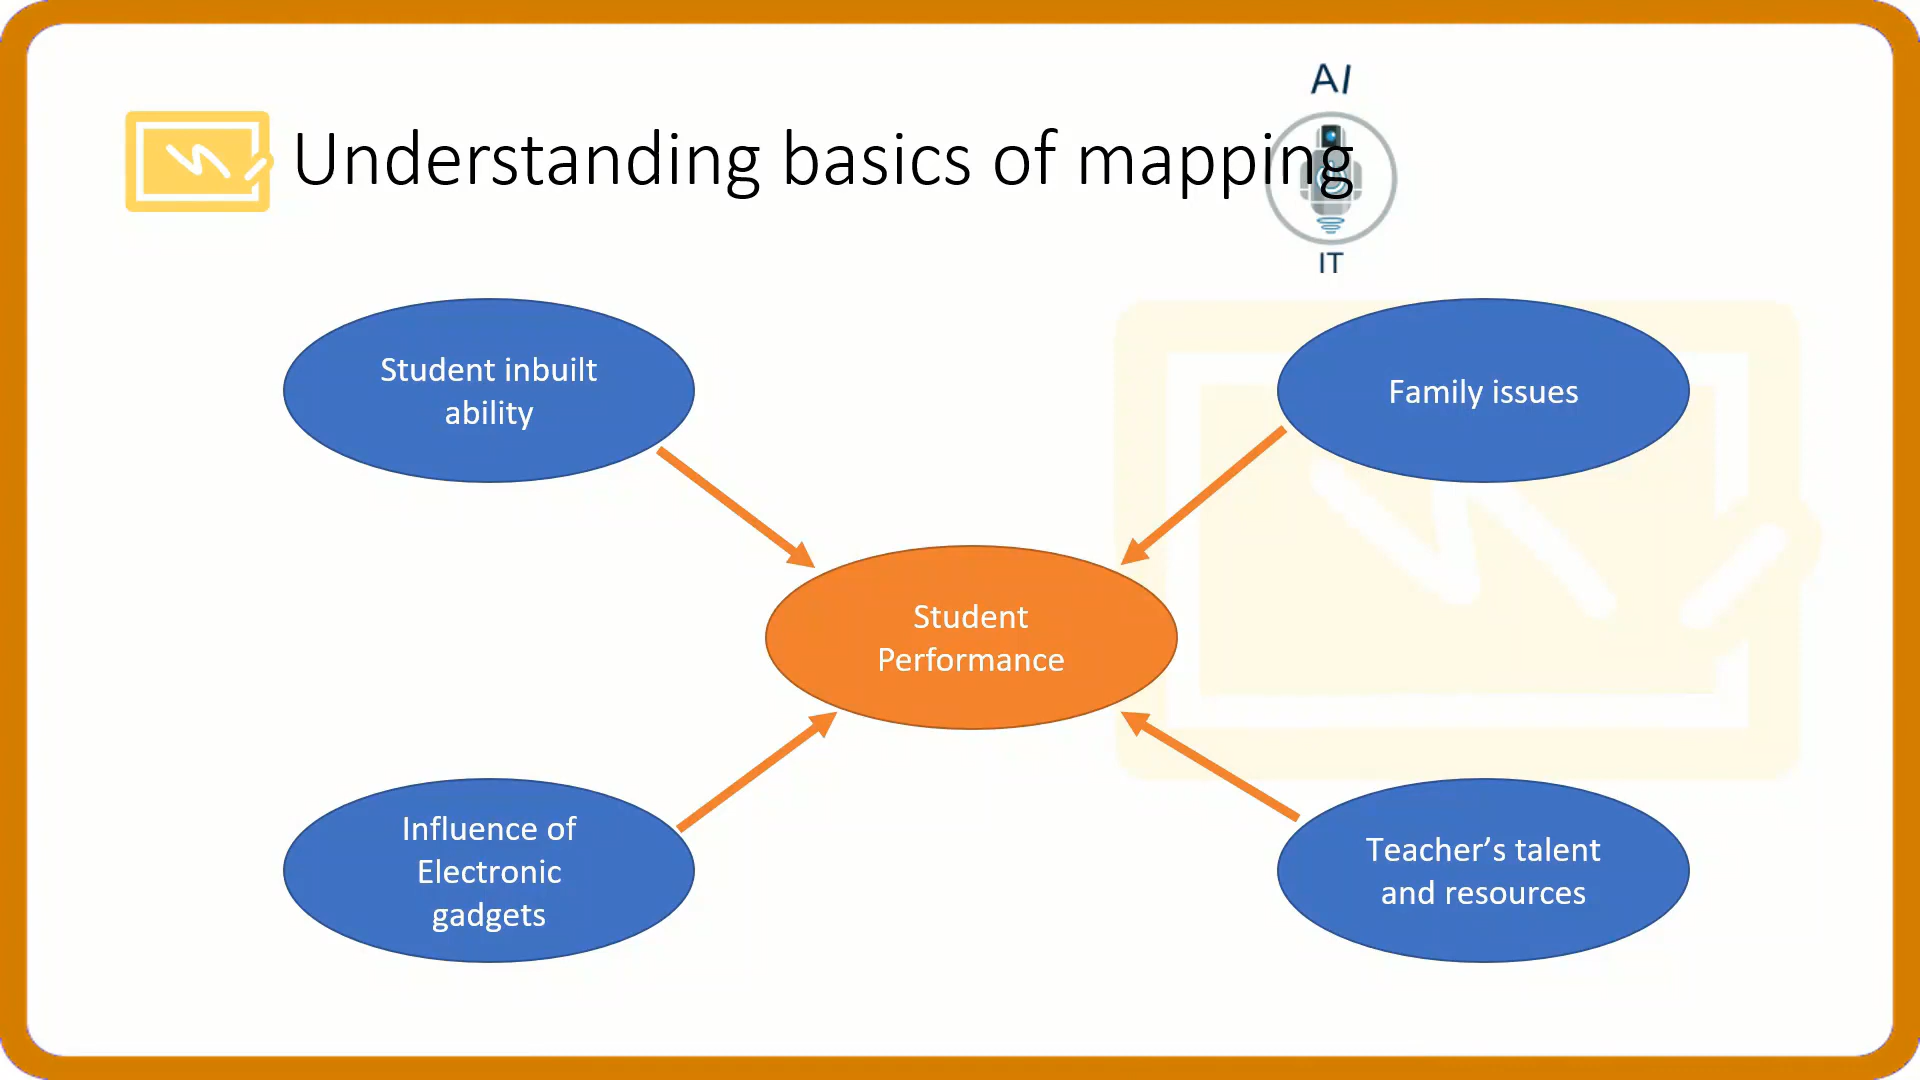 AI
Understanding basics of mapping
IT
Student inbuilt
ability
Family issues
Student
Performance
Influence of
Electronic
gadgets
Teacher’s talent
and resources